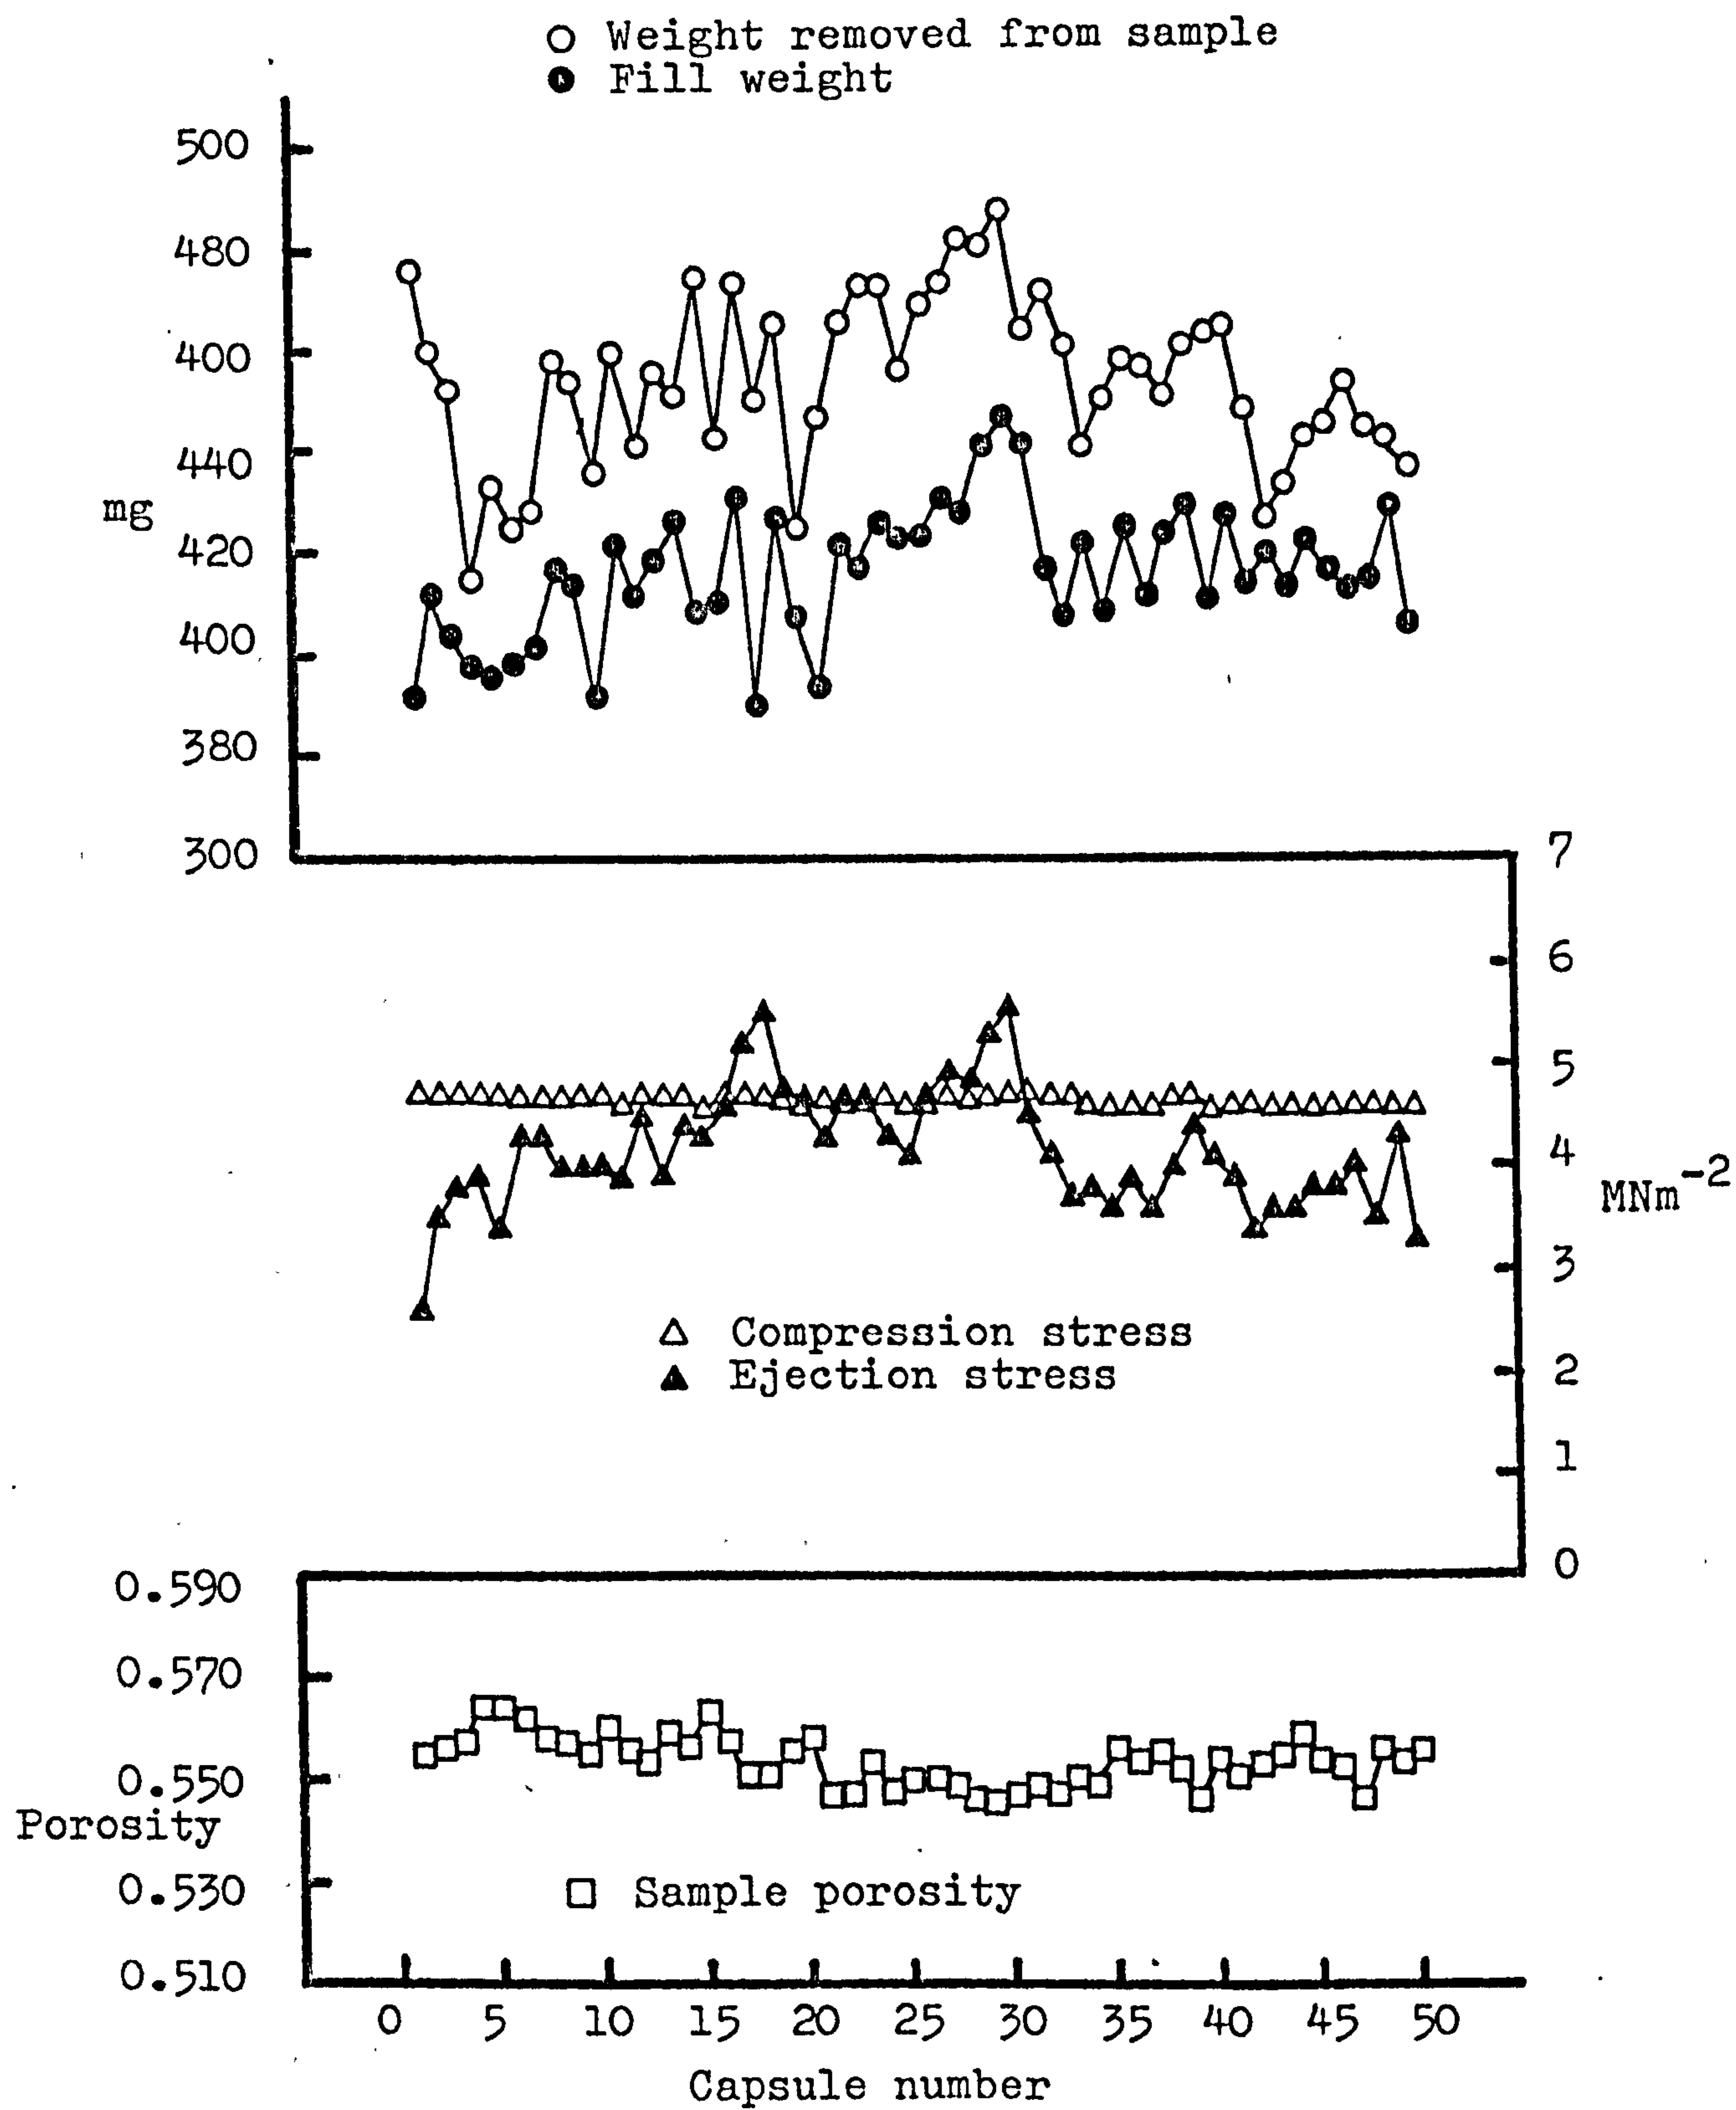 Weight removed from sample
Fill weight
500
480
400
440
mg
420
400
380
300
7
6
5
4
MNm-2
3
Compression stress
Ejection stress
2
1
0
0.590
0.570
0.550
Porosity
0.530
Sample porosity
0.510
0 5 10 15 20 25 30 35 40 45 50
Capsule number